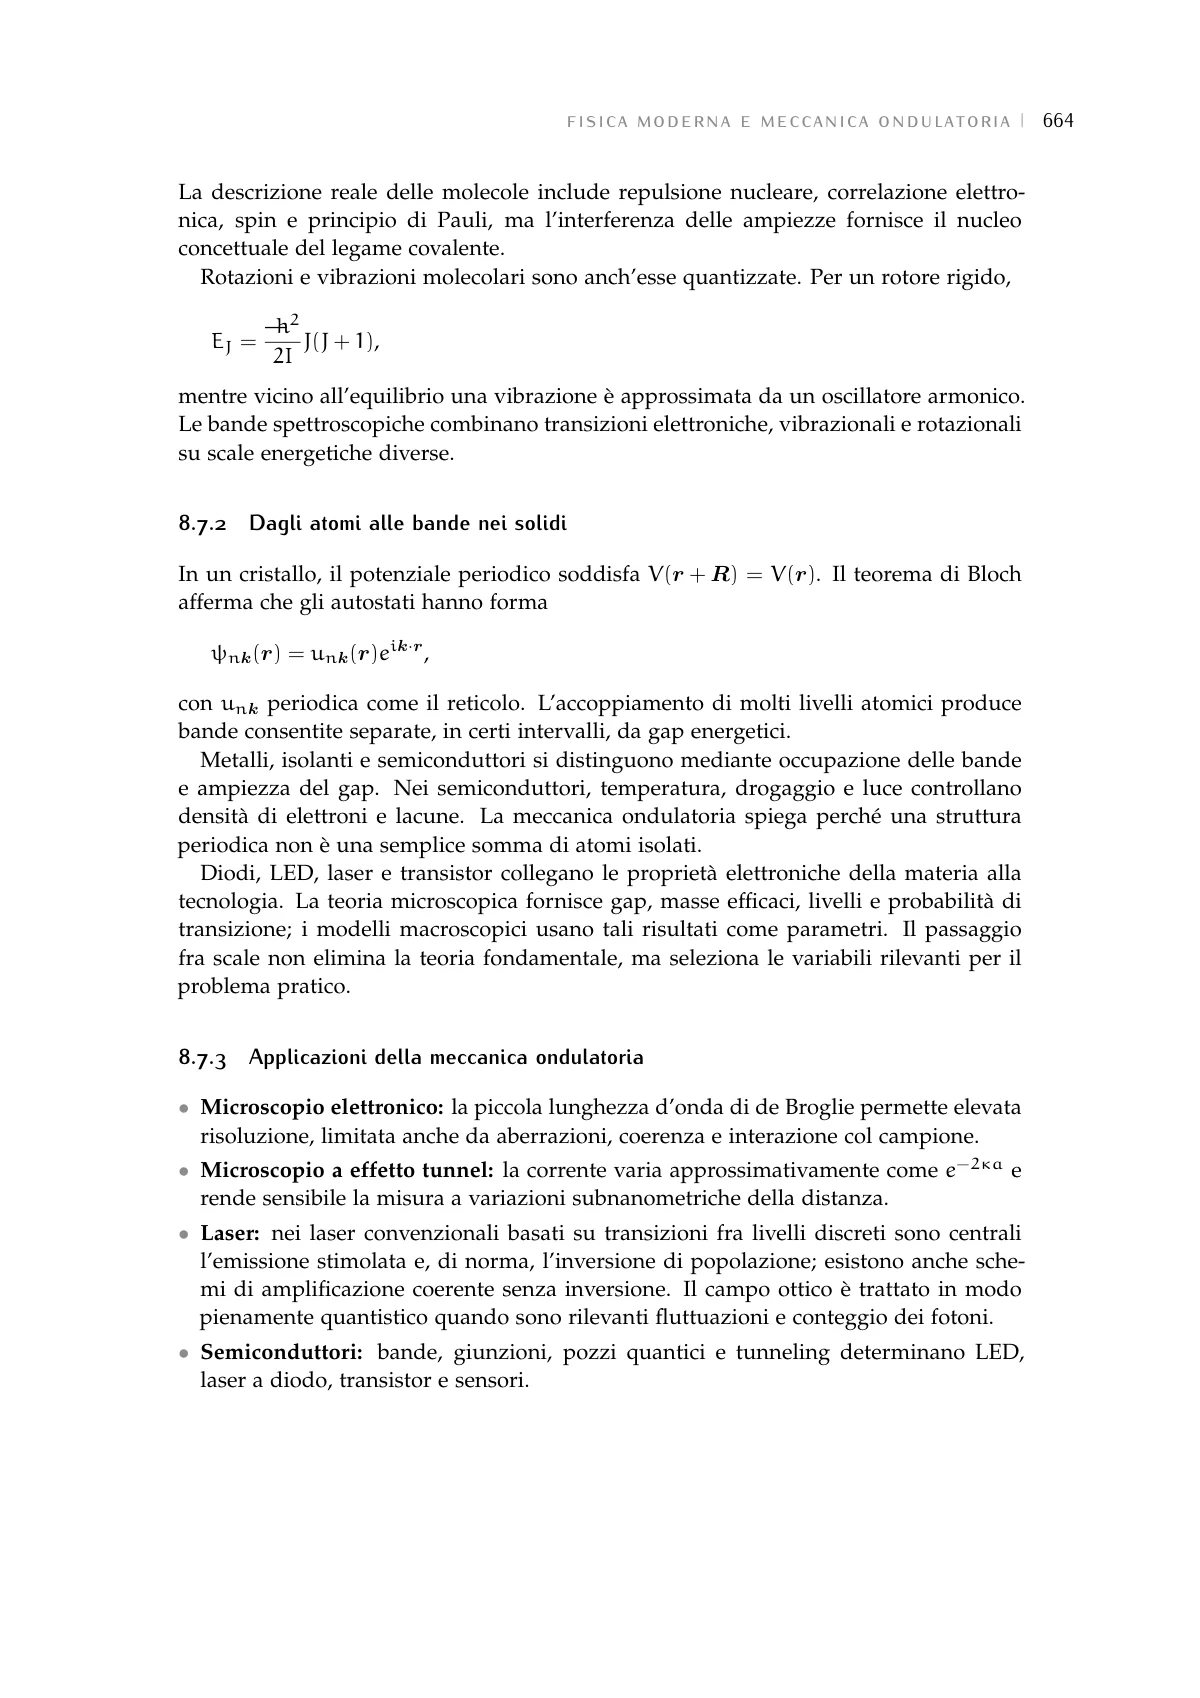 FISICA MODERNA E MECCANICA ONDULATORIA | 664
La descrizione reale delle molecole include repulsione nucleare, correlazione elettro-
nica, spin e principio di Pauli, ma l'interferenza delle ampiezze fornisce il nucleo
concettuale del legame covalente.
Rotazioni e vibrazioni molecolari sono anch'esse quantizzate. Per un rotore rigido,
E_J = \frac{ℏ^2}{2I} J(J + 1),
mentre vicino all'equilibrio una vibrazione è approssimata da un oscillatore armonico.
Le bande spettroscopiche combinano transizioni elettroniche, vibrazionali e rotazionali
su scale energetiche diverse.
8.7.2 Dagli atomi alle bande nei solidi
In un cristallo, il potenziale periodico soddisfa V(r + R) = V(r). Il teorema di Bloch
afferma che gli autostati hanno forma
ψ_{nk}(r) = u_{nk}(r)e^{ik·r},
con u_{nk} periodica come il reticolo. L'accoppiamento di molti livelli atomici produce
bande consentite separate, in certi intervalli, da gap energetici.
Metalli, isolanti e semiconduttori si distinguono mediante occupazione delle bande
e ampiezza del gap. Nei semiconduttori, temperatura, drogaggio e luce controllano
densità di elettroni e lacune. La meccanica ondulatoria spiega perché una struttura
periodica non è una semplice somma di atomi isolati.
Diodi, LED, laser e transistor collegano le proprietà elettroniche della materia alla
tecnologia. La teoria microscopica fornisce gap, masse efficaci, livelli e probabilità di
transizione; i modelli macroscopici usano tali risultati come parametri. Il passaggio
fra scale non elimina la teoria fondamentale, ma seleziona le variabili rilevanti per il
problema pratico.
8.7.3 Applicazioni della meccanica ondulatoria
• Microscopio elettronico: la piccola lunghezza d'onda di de Broglie permette elevata
risoluzione, limitata anche da aberrazioni, coerenza e interazione col campione.
• Microscopio a effetto tunnel: la corrente varia approssimativamente come e^{−2κa} e
rende sensibile la misura a variazioni subnanometriche della distanza.
• Laser: nei laser convenzionali basati su transizioni fra livelli discreti sono centrali
l'emissione stimolata e, di norma, l'inversione di popolazione; esistono anche sche-
mi di amplificazione coerente senza inversione. Il campo ottico è trattato in modo
pienamente quantistico quando sono rilevanti fluttuazioni e conteggio dei fotoni.
• Semiconduttori: bande, giunzioni, pozzi quantici e tunneling determinano LED,
laser a diodo, transistor e sensori.